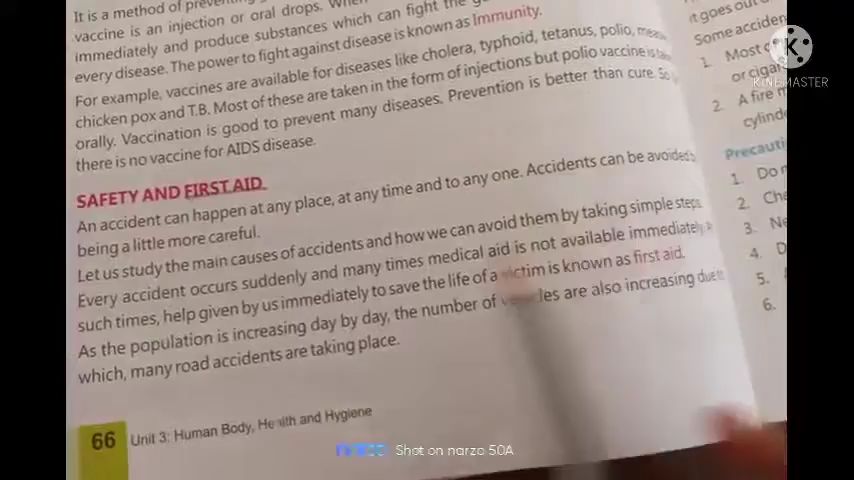 It is a method of preventing
vaccine is an injection or oral drops. When
immediately and produce substances which can fight the
every disease. The power to fight against disease is known as Immunity.
For example, vaccines are available for diseases like cholera, typhoid, tetanus, polio,
chicken pox and T.B. Most of these are taken in the form of injections but polio vaccine is
orally. Vaccination is good to prevent many diseases. Prevention is better than cure. So
there is no vaccine for AIDS disease.
SAFETY AND FIRST AID
An accident can happen at any place, at any time and to any one. Accidents can be avoided
being a little more careful.
Let us study the main causes of accidents and how we can avoid them by taking simple steps.
Every accident occurs suddenly and many times medical aid is not available immediately.
such times, help given by us immediately to save the life of a victim is known as first aid.
As the population is increasing day by day, the number of vehicles are also increasing due
which, many road accidents are taking place.
66 Unit 3: Human Body, Health and Hygiene
it goes out
Some acciden
1. Most
or cigar
2. A fire
cylind
Precauti
1. Do
2. Che
3. Ne
4. D
5.
6.
KINEMASTER
Shot on narzo 50A